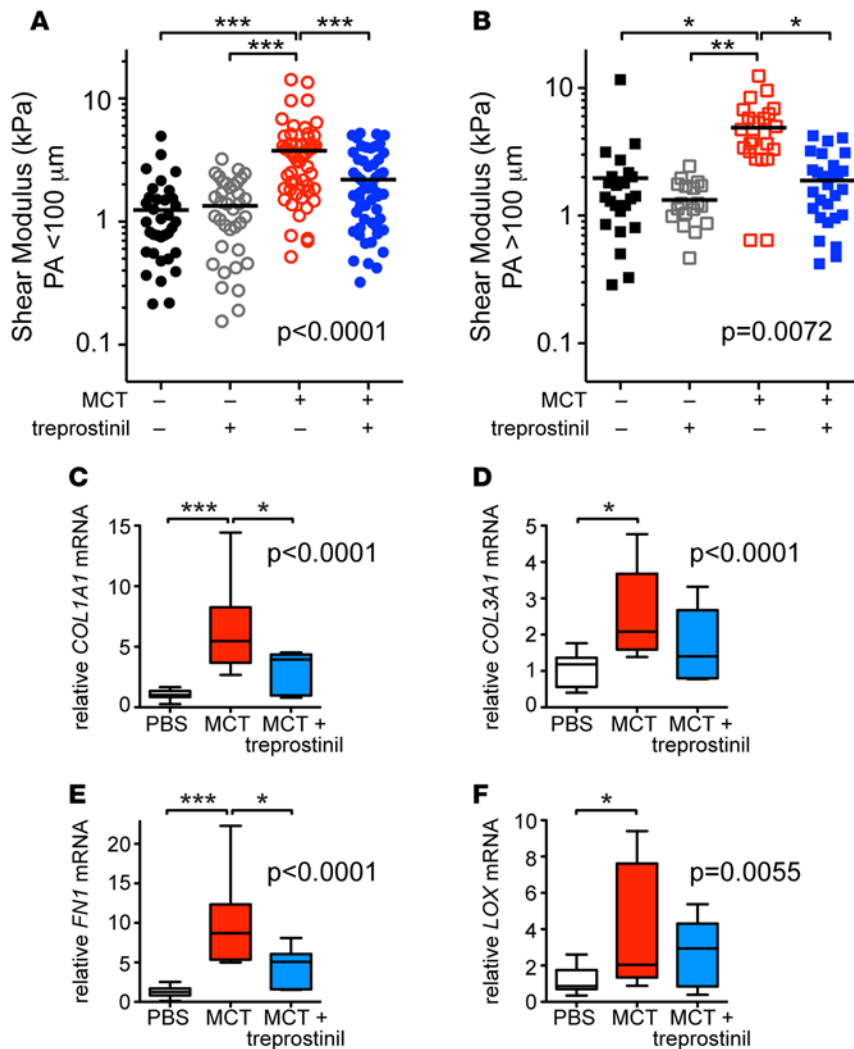 A
B
*** ***
***
* *
**
Shear Modulus (kPa)
PA <100 μm
10
1
0.1
p<0.0001
Shear Modulus (kPa)
PA >100 μm
10
1
0.1
p=0.0072
MCT – – + +
treprostinil – + – +
– – + +
– + – +
C
D
relative COL1A1 mRNA
15
10
5
0
*** *
p<0.0001
PBS MCT MCT +
treprostinil
relative COL3A1 mRNA
5
4
3
2
1
0
*
p<0.0001
PBS MCT MCT +
treprostinil
E
F
relative FN1 mRNA
20
15
10
5
0
*** *
p<0.0001
PBS MCT MCT +
treprostinil
relative LOX mRNA
10
8
6
4
2
0
*
p=0.0055
PBS MCT MCT +
treprostinil